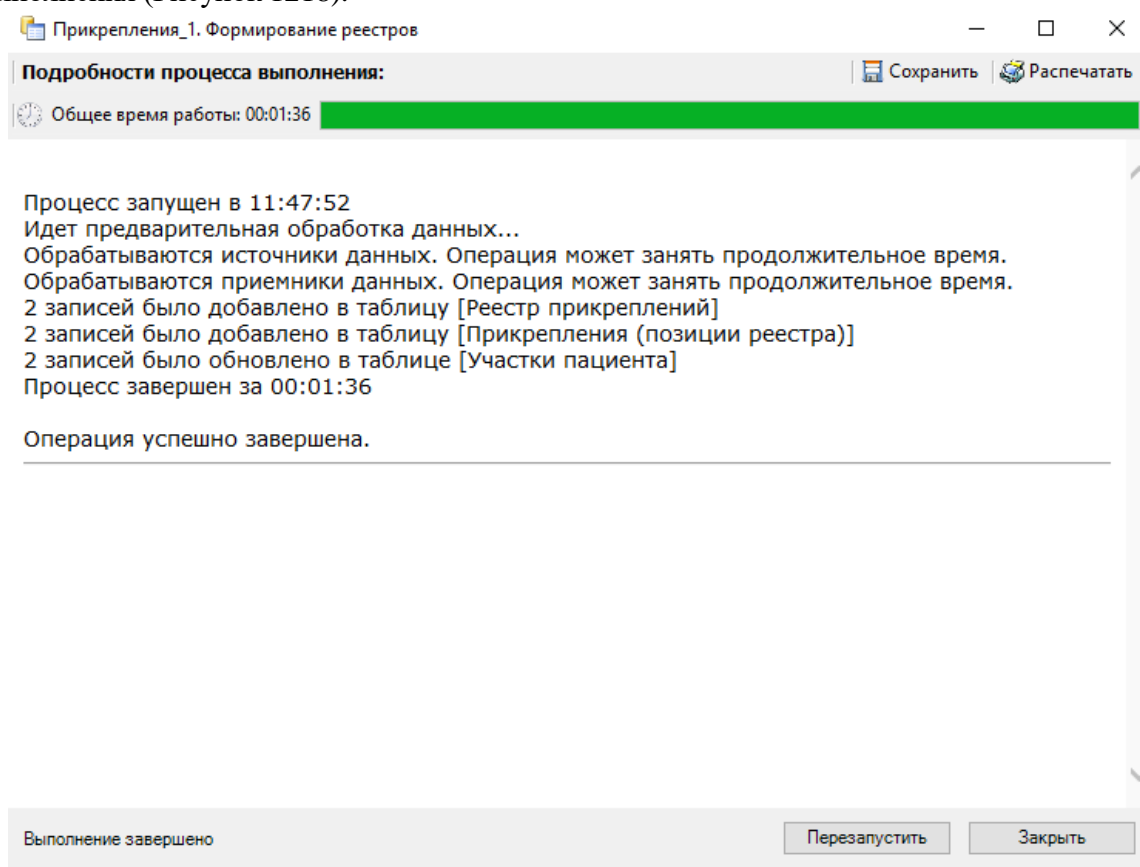 (Рисунок 1218).
Прикрепления_1. Формирование реестров
Подробности процесса выполнения:
Сохранить
Распечатать
Общее время работы: 00:01:36
Процесс запущен в 11:47:52
Идет предварительная обработка данных...
Обрабатываются источники данных. Операция может занять продолжительное время.
Обрабатываются приемники данных. Операция может занять продолжительное время.
2 записей было добавлено в таблицу [Реестр прикреплений]
2 записей было добавлено в таблицу [Прикрепления (позиции реестра)]
2 записей было обновлено в таблице [Участки пациента]
Процесс завершен за 00:01:36
Операция успешно завершена.
Выполнение завершено
Перезапустить
Закрыть